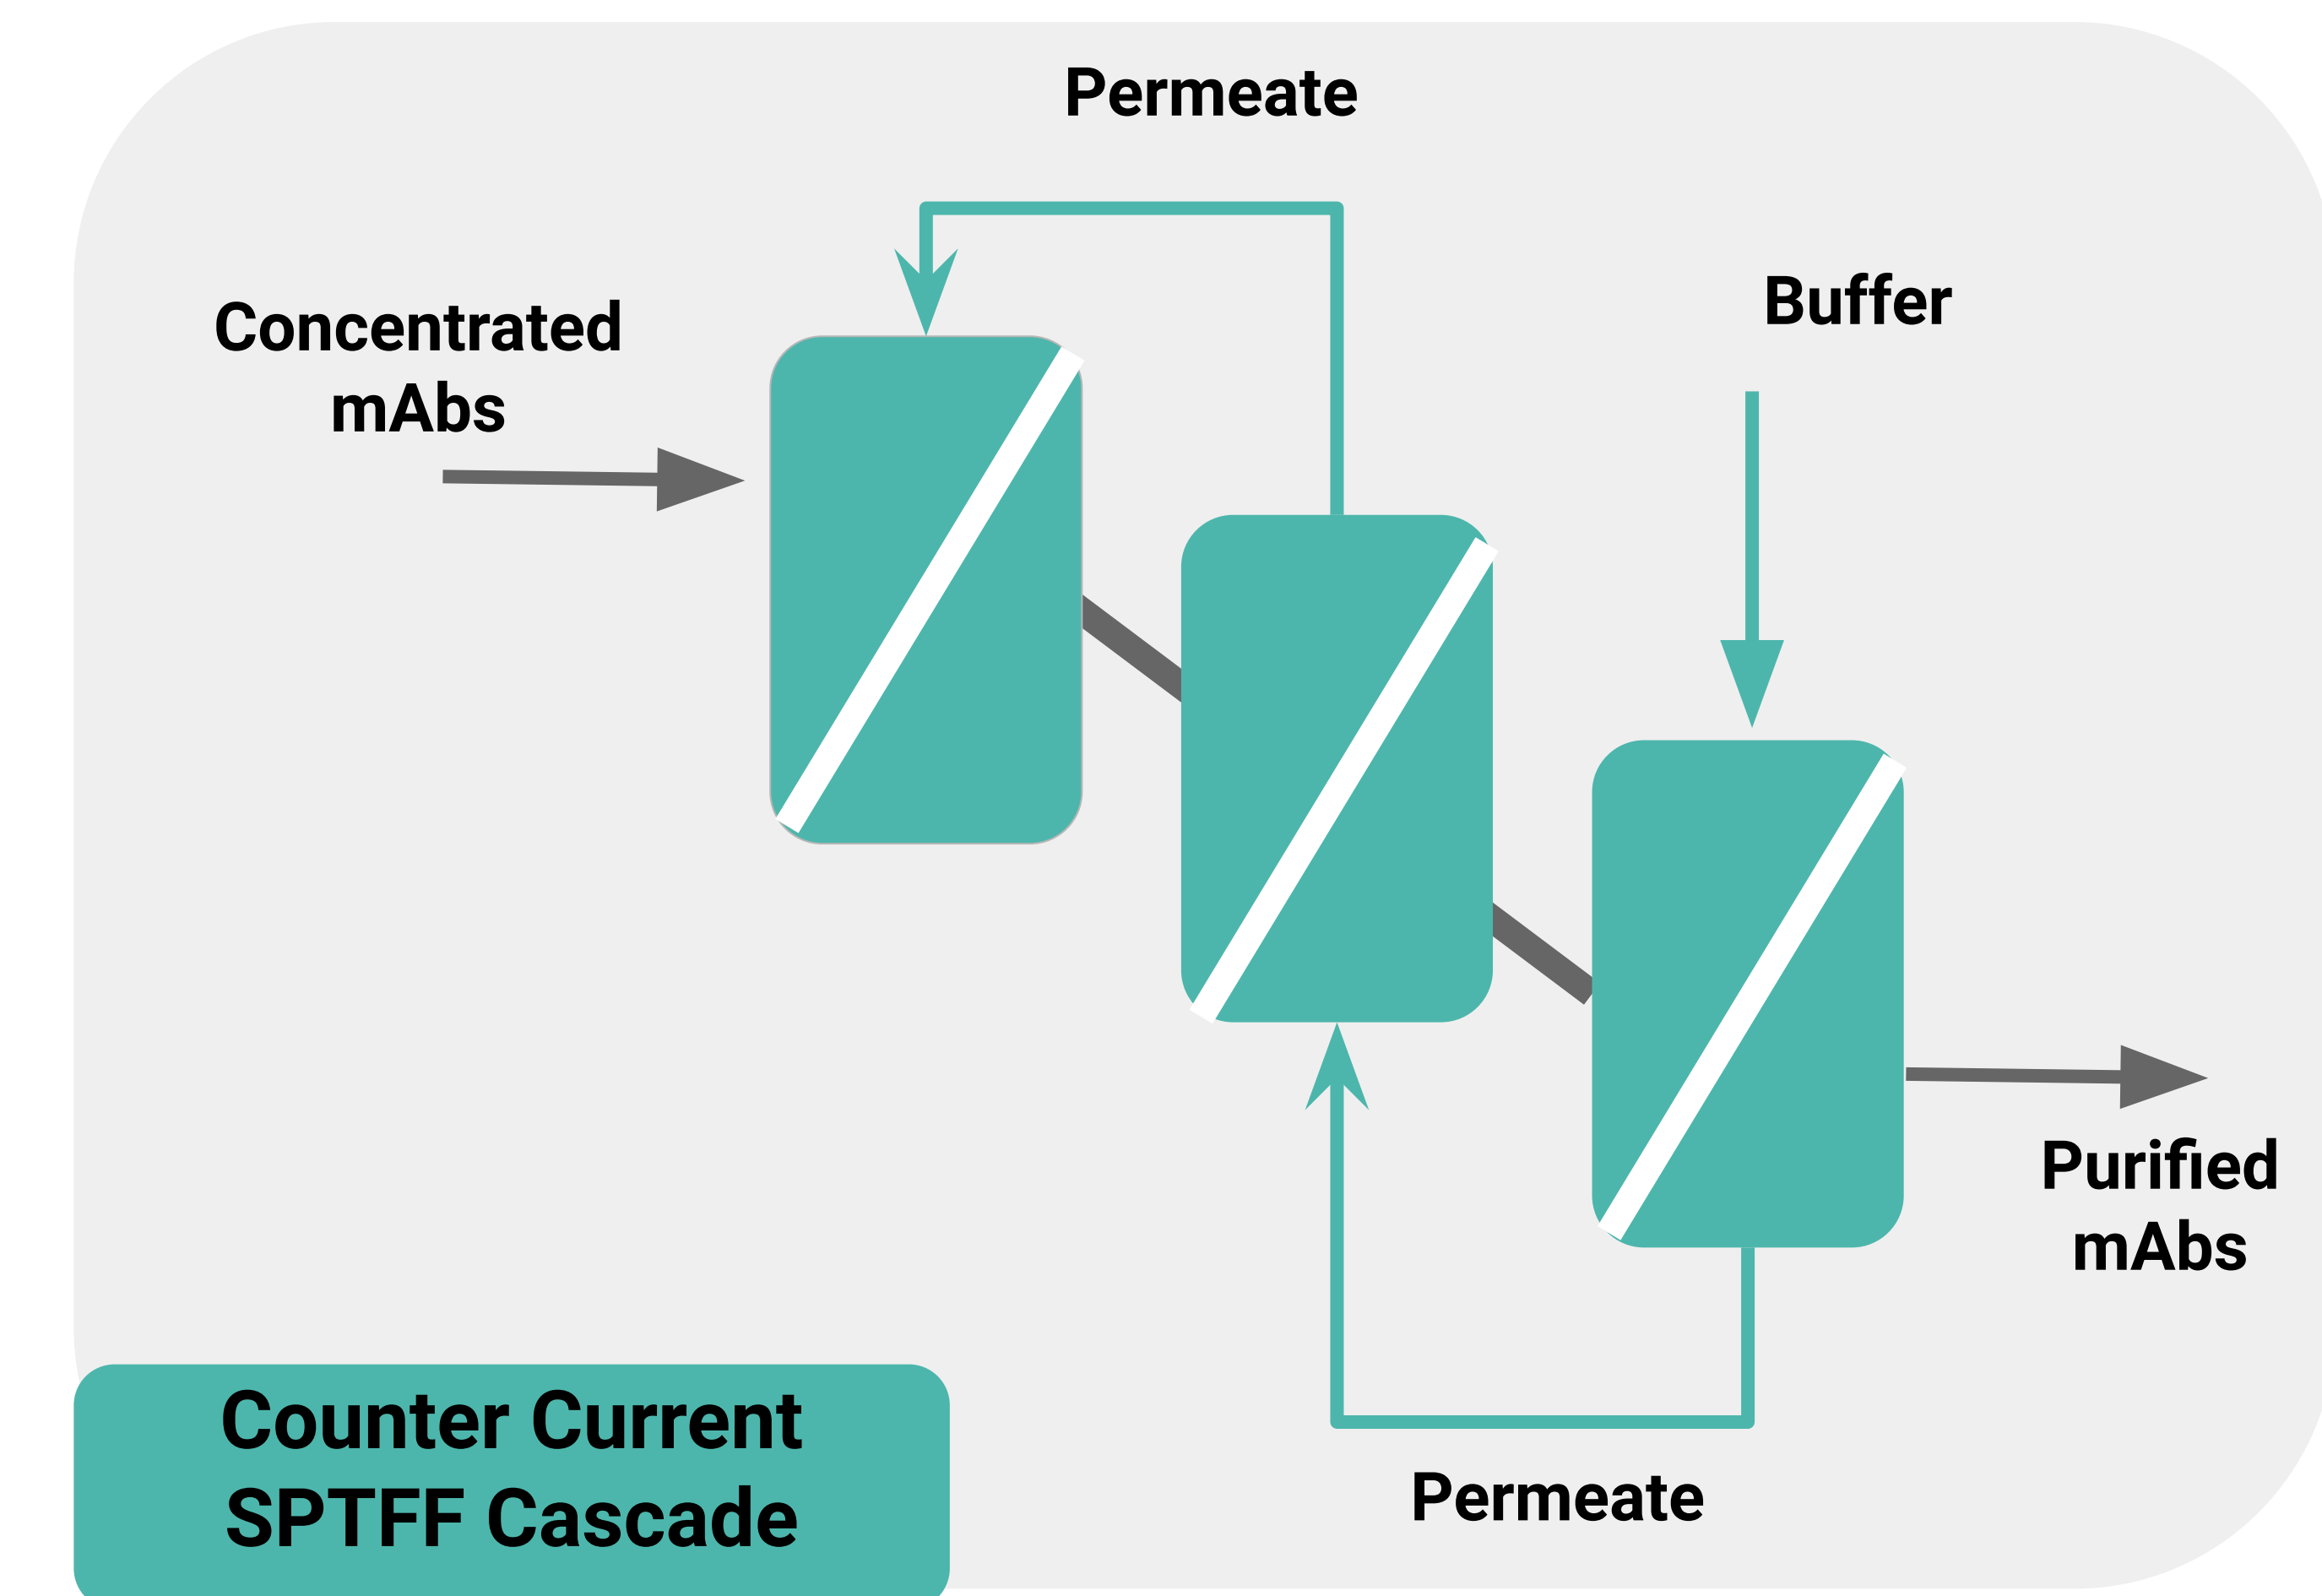 Permeate
Buffer
Concentrated
mAbs
Purified
mAbs
Counter Current
SPTFF Cascade
Permeate